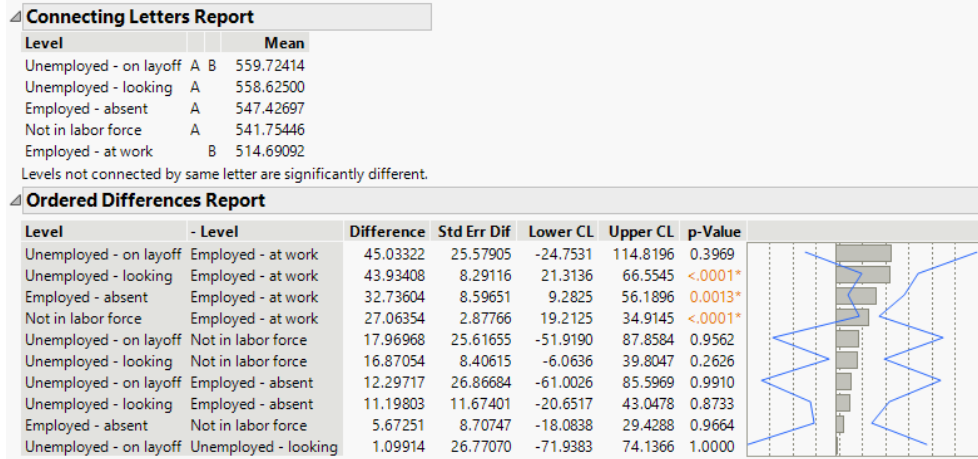 Connecting Letters Report
Level Mean
Unemployed - on layoff A B 559.72414
Unemployed - looking A 558.62500
Employed - absent A 547.42697
Not in labor force A 541.75446
Employed - at work B 514.69092
Levels not connected by same letter are significantly different.
Ordered Differences Report
Level - Level Difference Std Err Dif Lower CL Upper CL p-Value
Unemployed - on layoff Employed - at work 45.03322 25.57905 -24.7531 114.8196 0.3969
Unemployed - looking Employed - at work 43.93408 8.29116 21.3136 66.5545 <.0001*
Employed - absent Employed - at work 32.73604 8.59651 9.2825 56.1896 0.0013*
Not in labor force Employed - at work 27.06354 2.87766 19.2125 34.9145 <.0001*
Unemployed - on layoff Not in labor force 17.96968 25.61655 -51.9190 87.8584 0.9562
Unemployed - looking Not in labor force 16.87054 8.40615 -6.0636 39.8047 0.2626
Unemployed - on layoff Employed - absent 12.29717 26.86684 -61.0026 85.5969 0.9910
Unemployed - looking Employed - absent 11.19803 11.67401 -20.6517 43.0478 0.8733
Employed - absent Not in labor force 5.67251 8.70747 -18.0838 29.4288 0.9664
Unemployed - on layoff Unemployed - looking 1.09914 26.77070 -71.9383 74.1366 1.0000